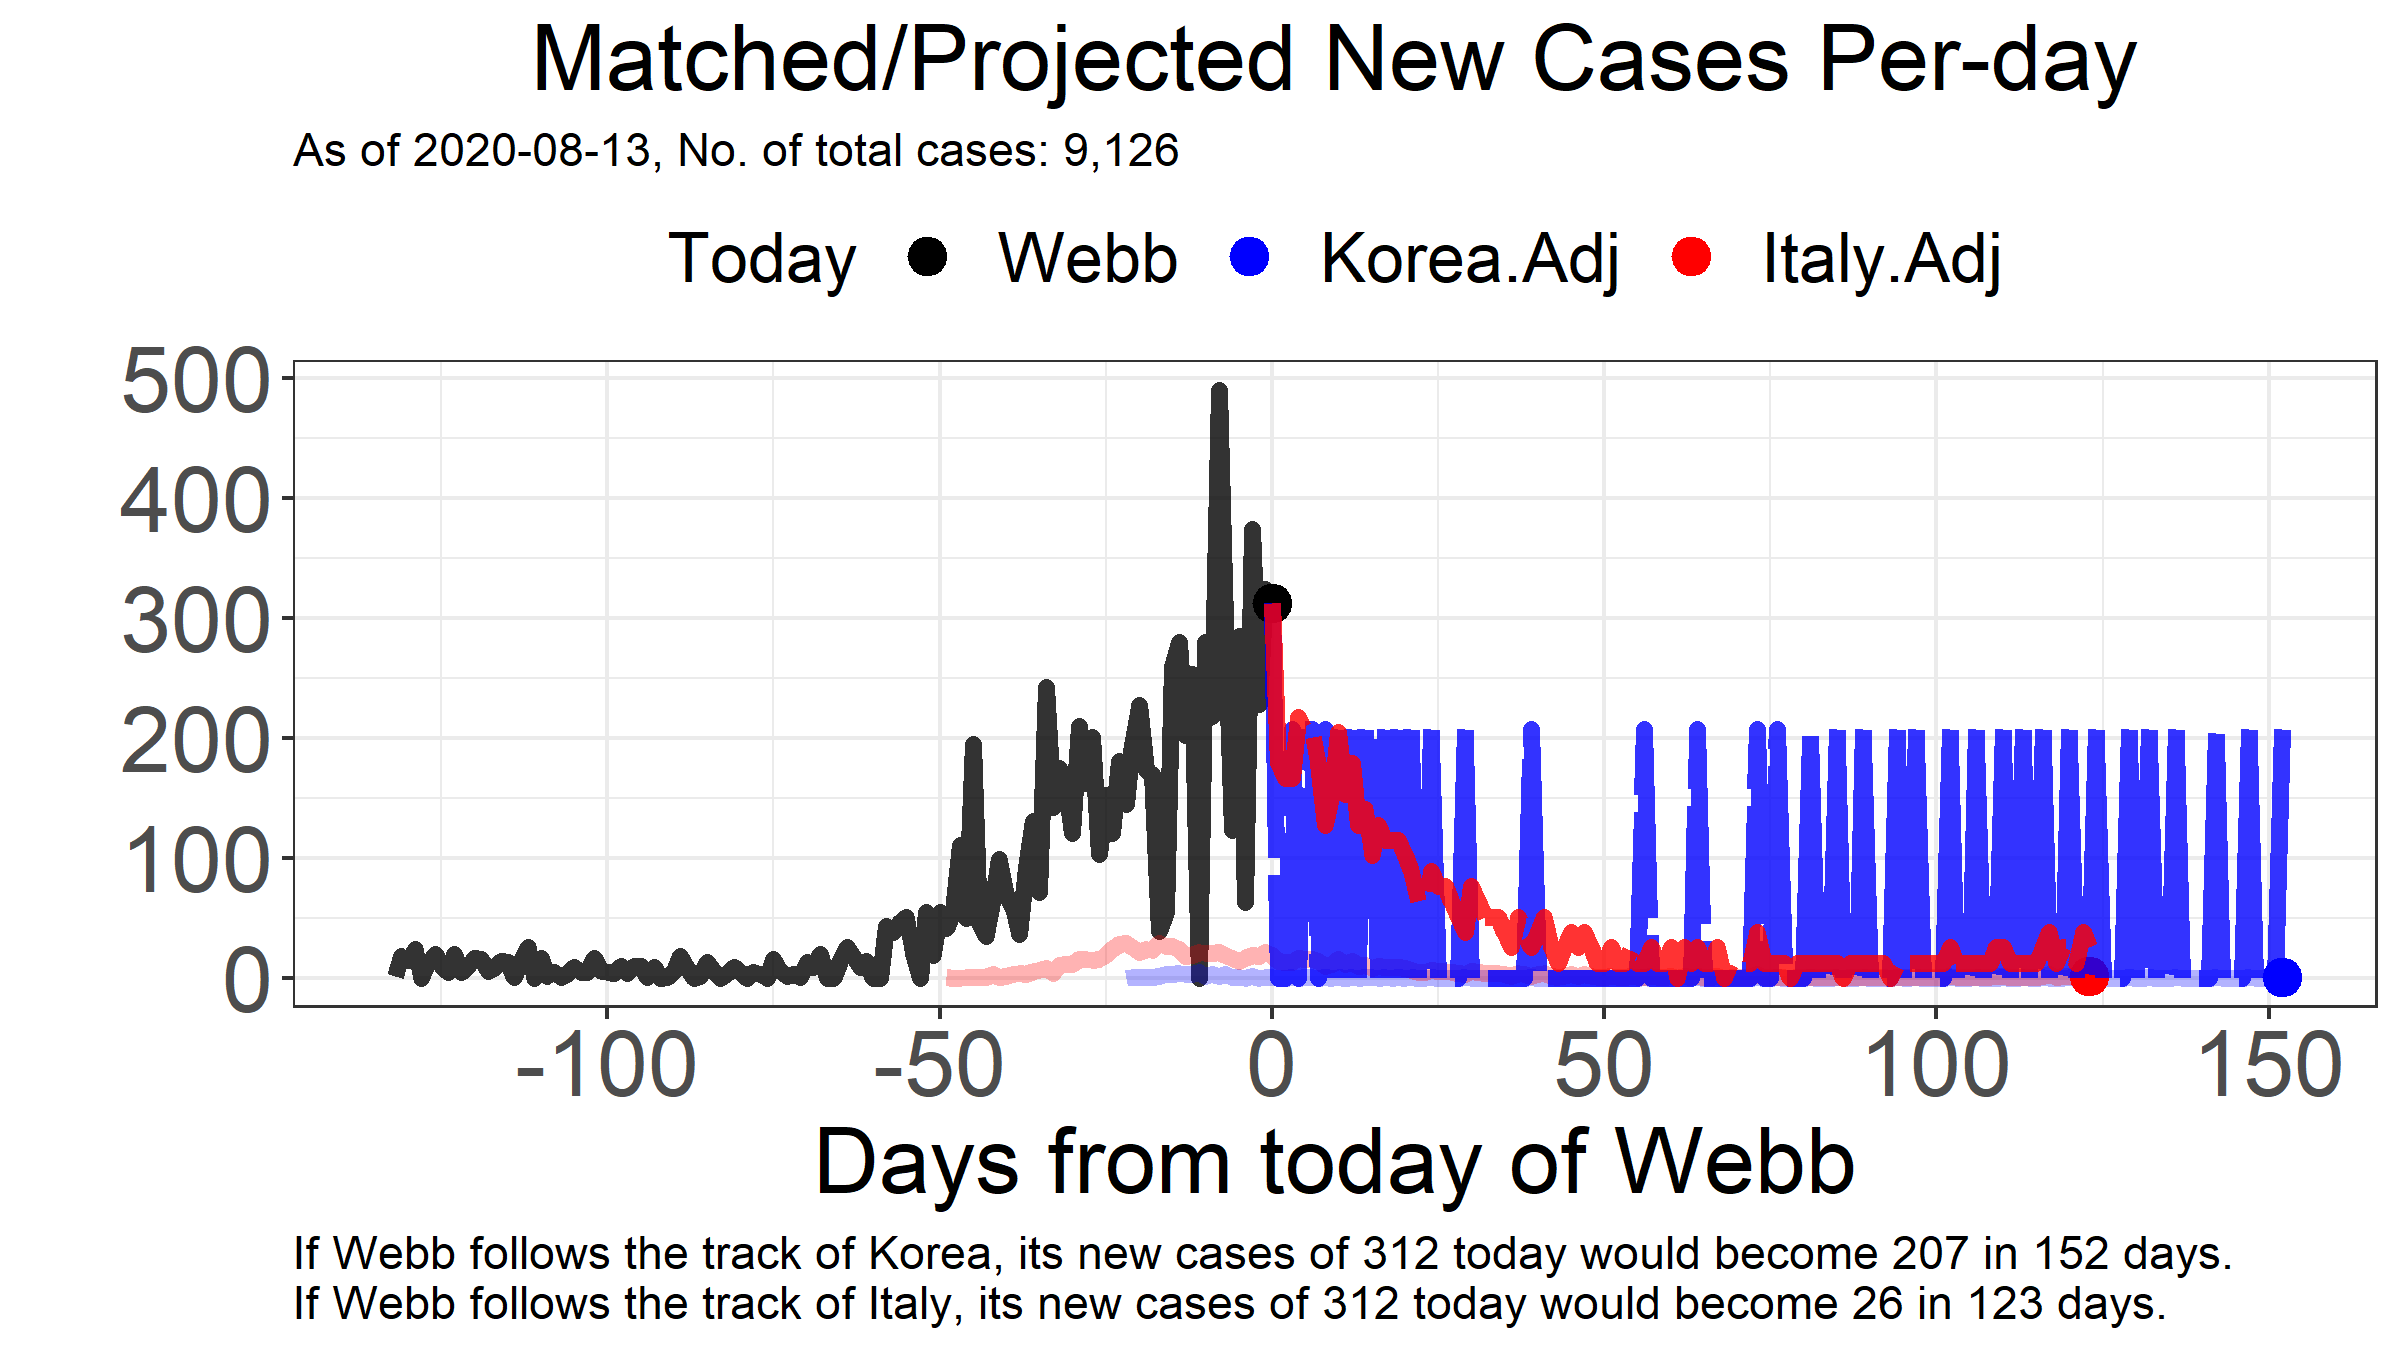 Matched/Projected New Cases Per-day
As of 2020-08-13, No. of total cases: 9,126
Today Webb Korea.Adj Italy.Adj
500
400
300
200
100
0
-100 -50 0 50 100 150
Days from today of Webb
If Webb follows the track of Korea, its new cases of 312 today would become 207 in 152 days.
If Webb follows the track of Italy, its new cases of 312 today would become 26 in 123 days.